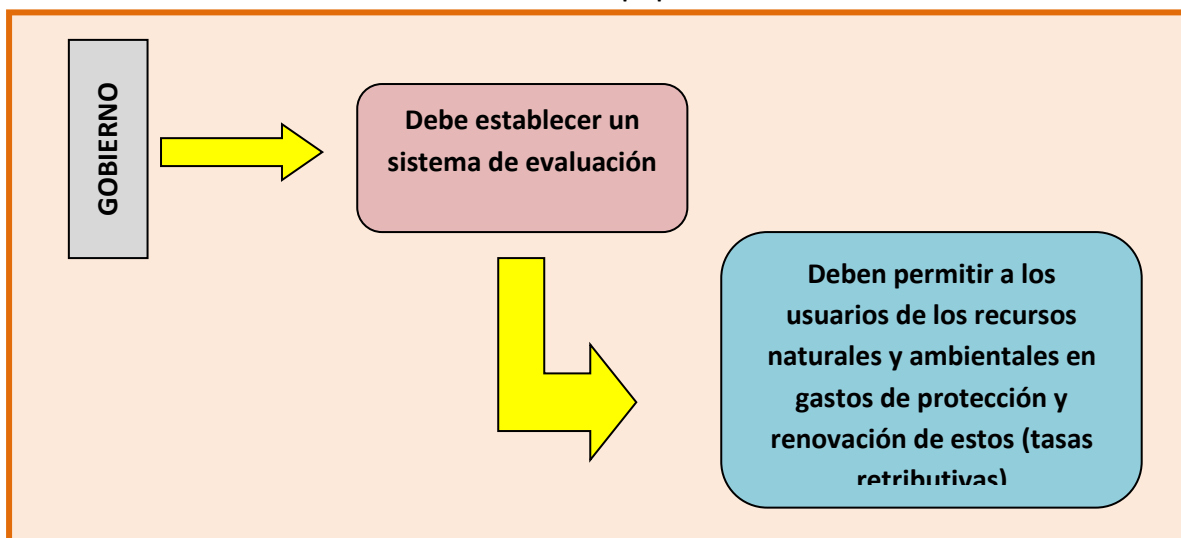 GOBIERNO
Debe establecer un
sistema de evaluación
Deben permitir a los
usuarios de los recursos
naturales y ambientales en
gastos de protección y
renovación de estos (tasas
retributivas)